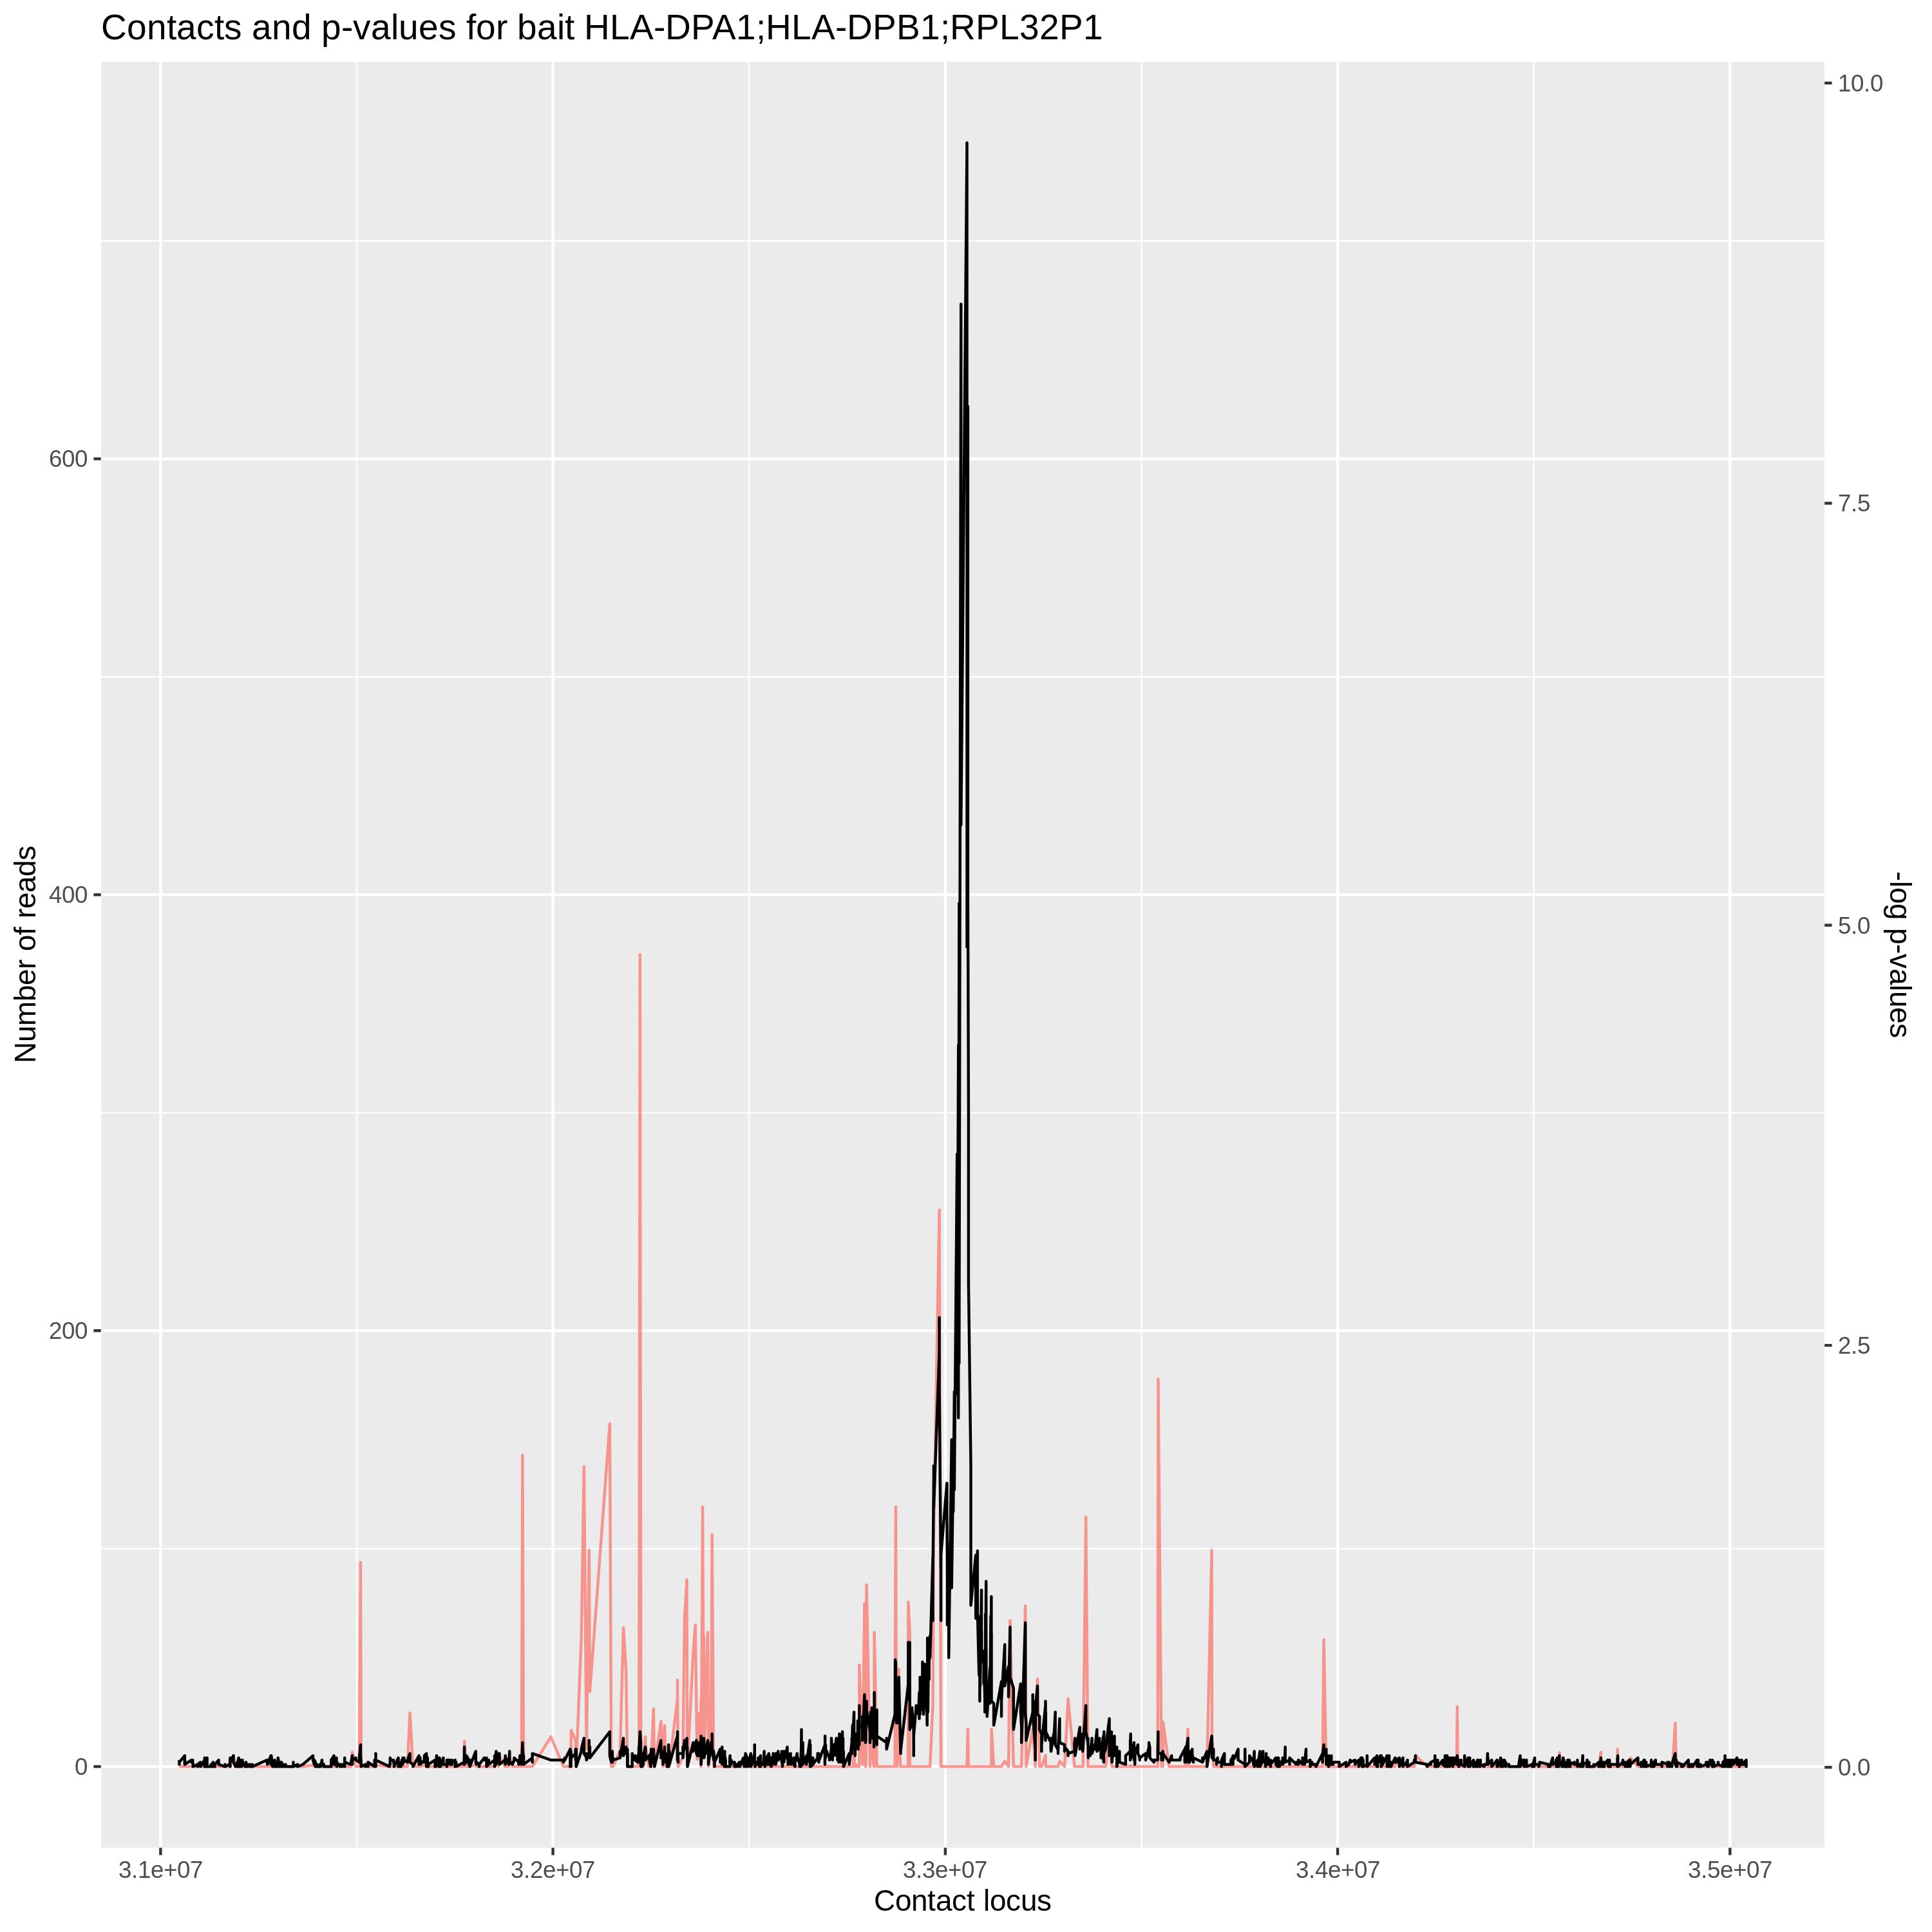 Contacts and p-values for bait HLA-DPA1;HLA-DPB1;RPL32P1
10.0
7.5
5.0
2.5
0.0
600
400
200
0
Number of reads
-log p-values
3.1e+07 3.2e+07 3.3e+07 3.4e+07 3.5e+07
Contact locus